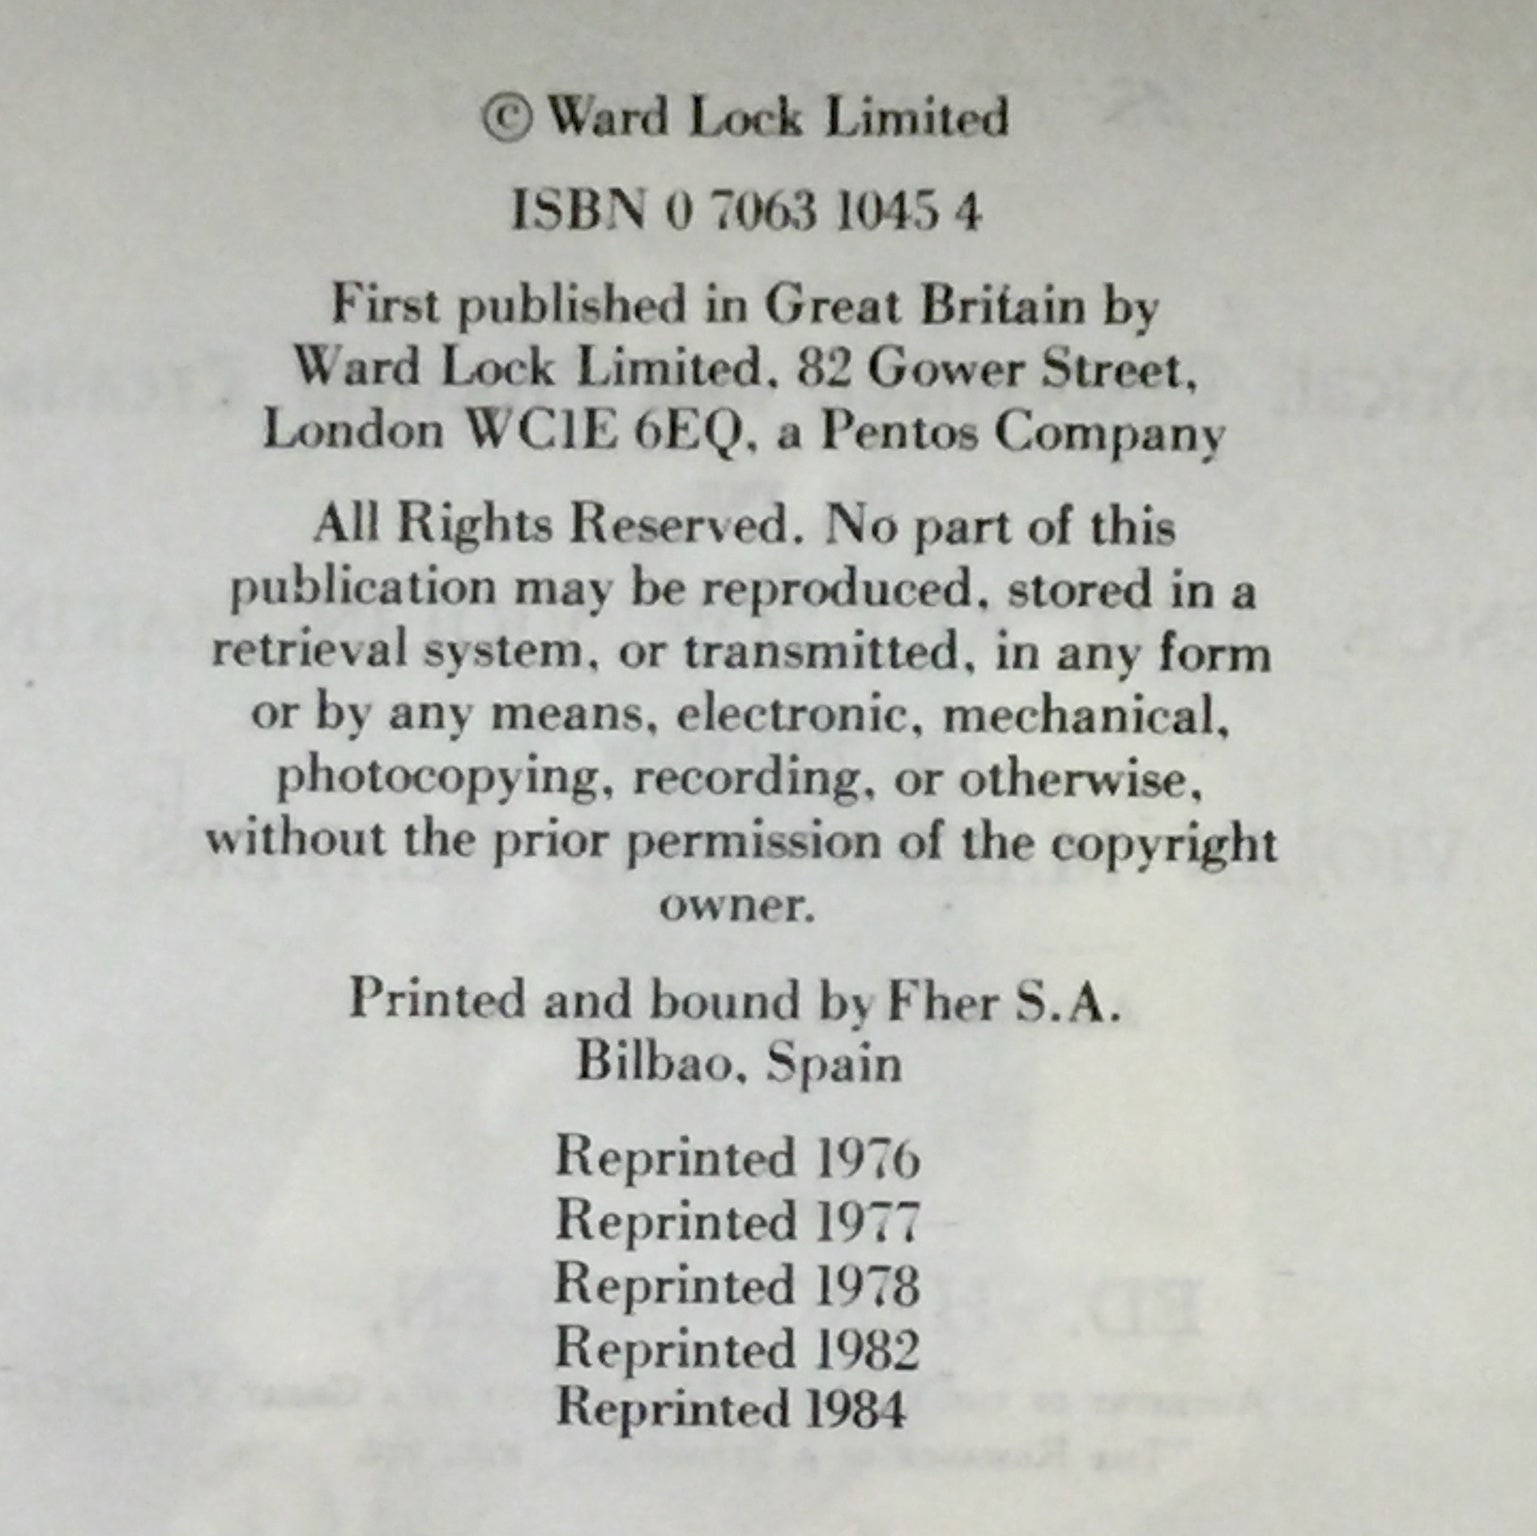 © Ward Lock Limited
ISBN 0 7063 1045 4
First published in Great Britain by
Ward Lock Limited, 82 Gower Street,
London WC1E 6EQ, a Pentos Company
All Rights Reserved. No part of this
publication may be reproduced, stored in a
retrieval system, or transmitted, in any form
or by any means, electronic, mechanical,
photocopying, recording, or otherwise,
without the prior permission of the copyright
owner.
Printed and bound by Fher S.A.
Bilbao, Spain
Reprinted 1976
Reprinted 1977
Reprinted 1978
Reprinted 1982
Reprinted 1984